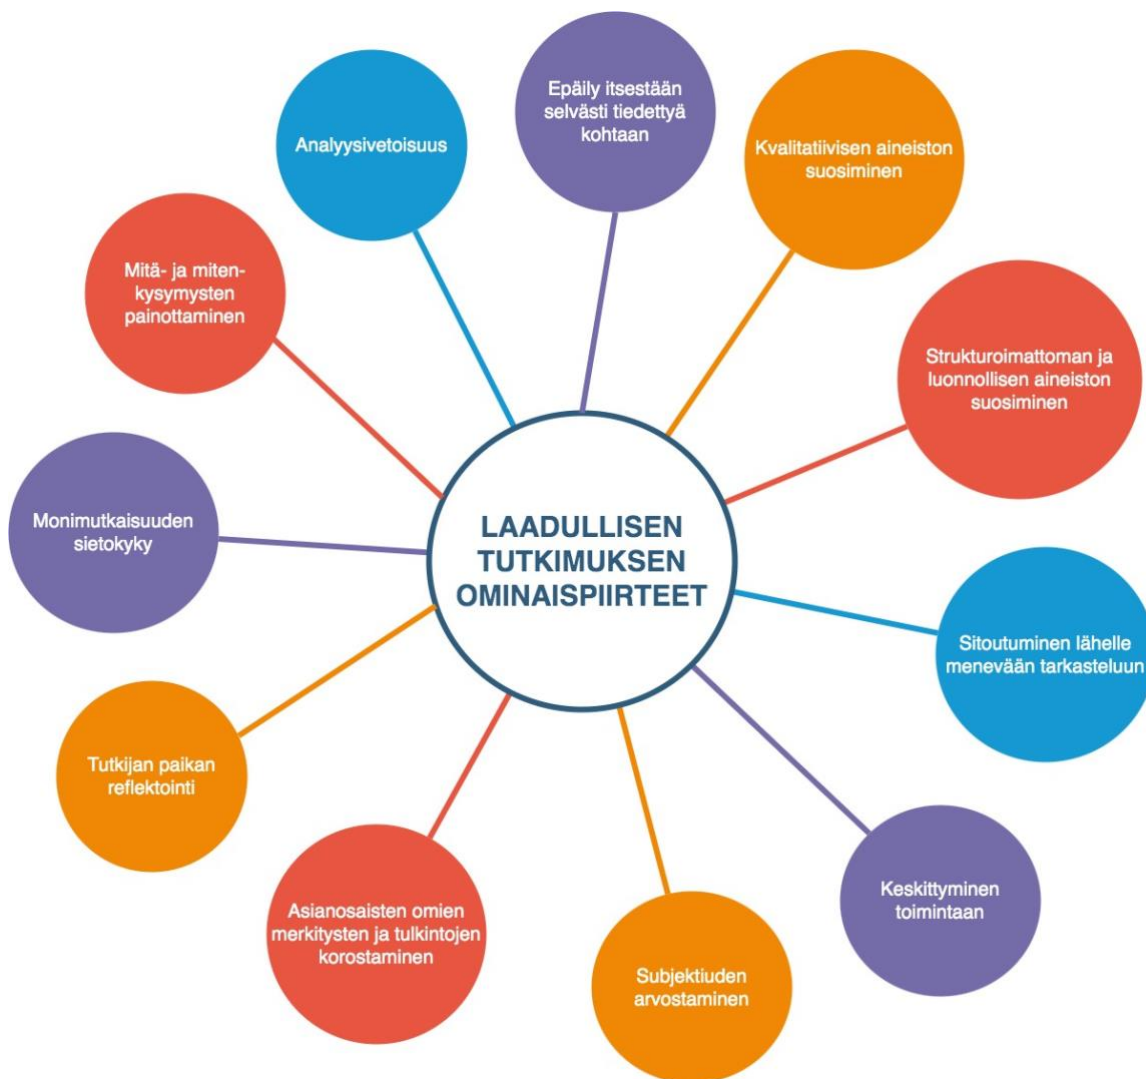 Epäily itsestään
selvästi tiedettyä
kohtaan
Kvalitatiivisen aineiston
suosiminen
Strukturoimattoman ja
luonnollisen aineiston
suosiminen
Sitoutuminen lähelle
menevään tarkasteluun
Keskittyminen
toimintaan
Subjektiuden
arvostaminen
Asianosaisten omien
merkitysten ja tulkintojen
korostaminen
Tutkijan paikan
reflektointi
Monimutkaisuuden
sietokyky
Mitä- ja miten-
kysymysten
painottaminen
Analyysivetoisuus
LAADULLISEN
TUTKIMUKSEN
OMINAISPIIRTEET